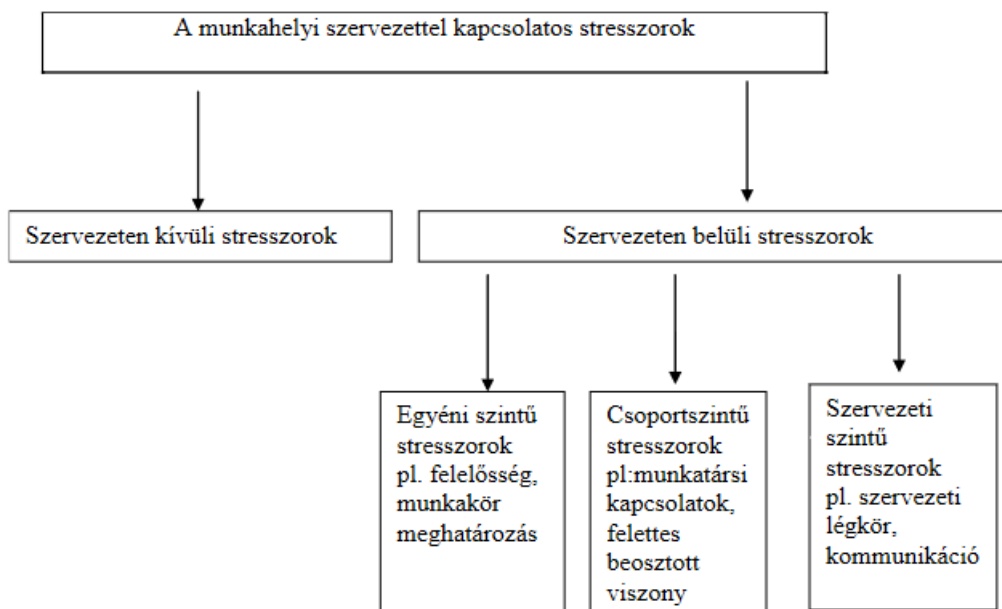 A munkahelyi szervezettel kapcsolatos stresszorok
Szervezeten kívüli stresszorok
Szervezeten belüli stresszorok
Egyéni szintű
stresszorok
pl. felelősség,
munkakör
meghatározás
Csoportszintű
stresszorok
pl:munkatársi
kapcsolatok,
felettes
beosztott
viszony
Szervezeti
szintű
stresszorok
pl. szervezeti
légkör,
kommunikáció